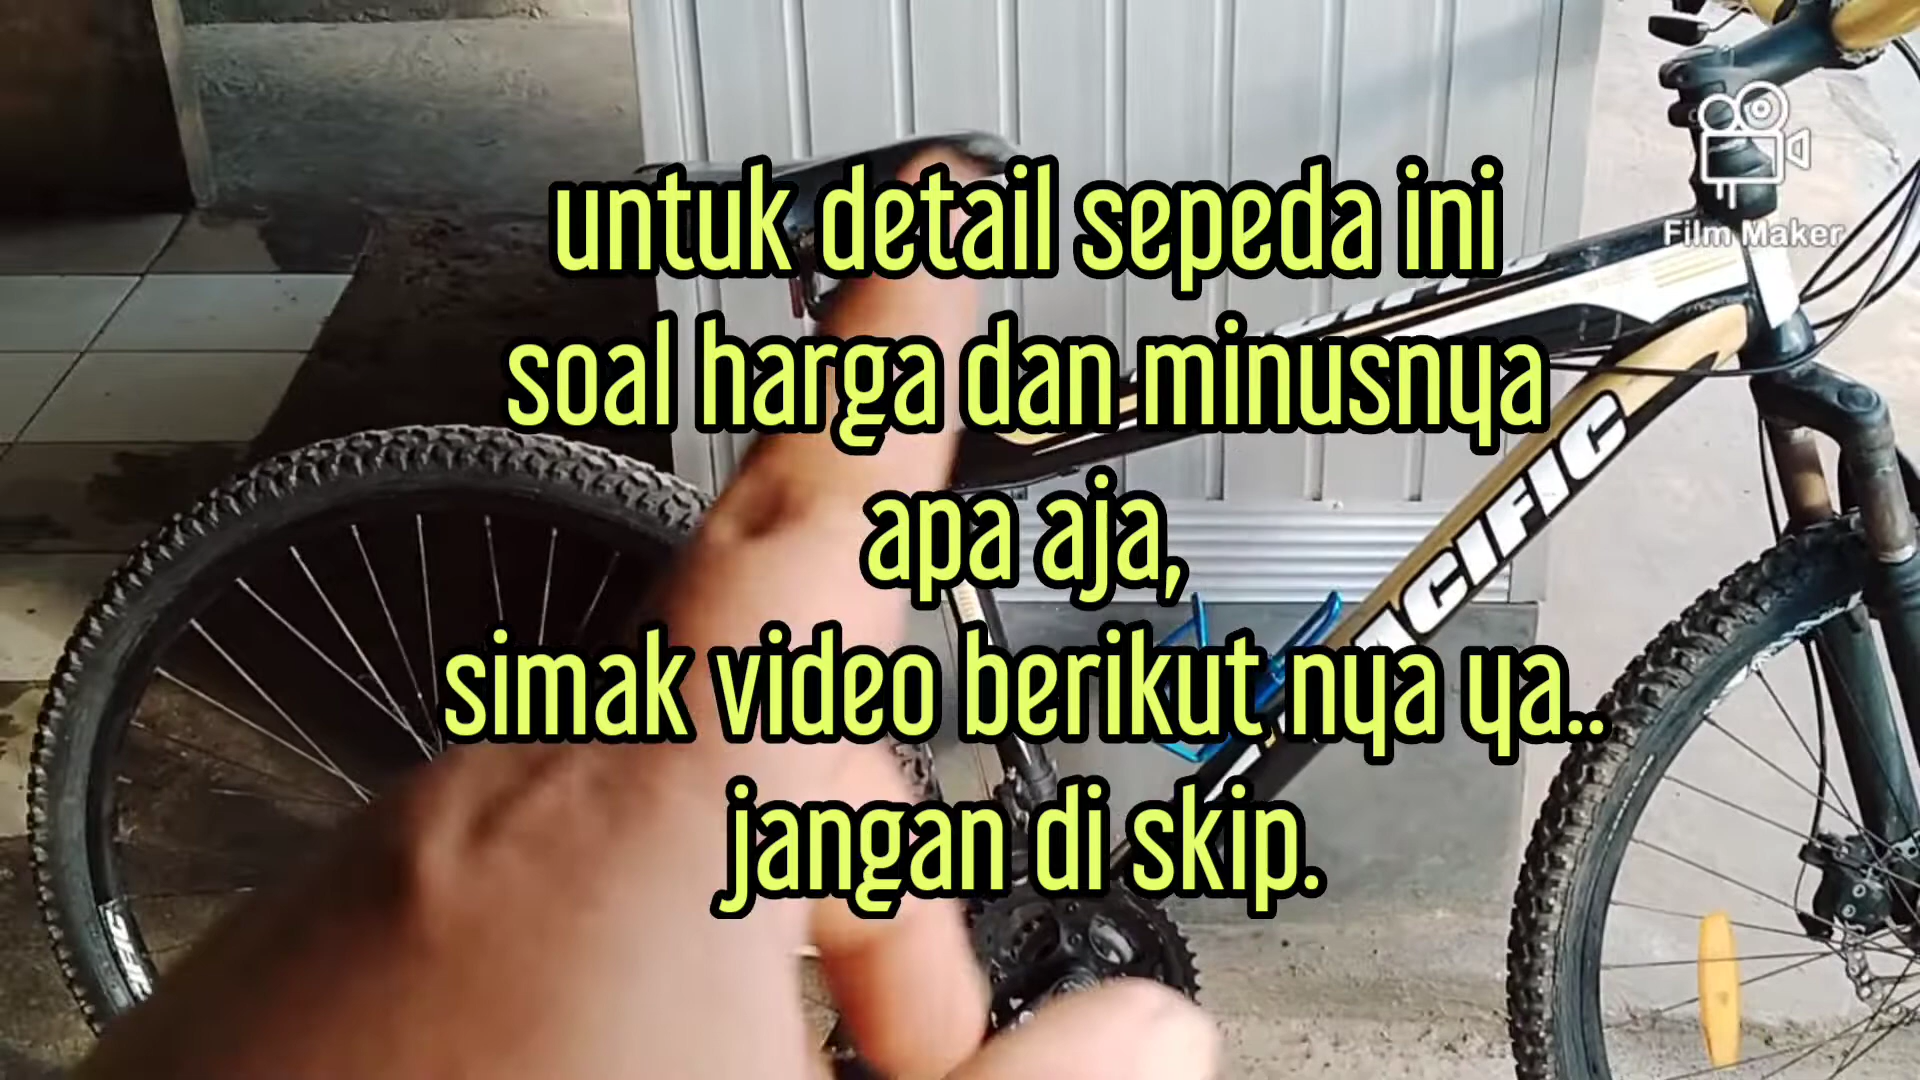 untuk detail sepeda ini
soal harga dan minusnya
apa aja,
simak video berikut nya ya..
jangan di skip.
Film Maker
CIFIC